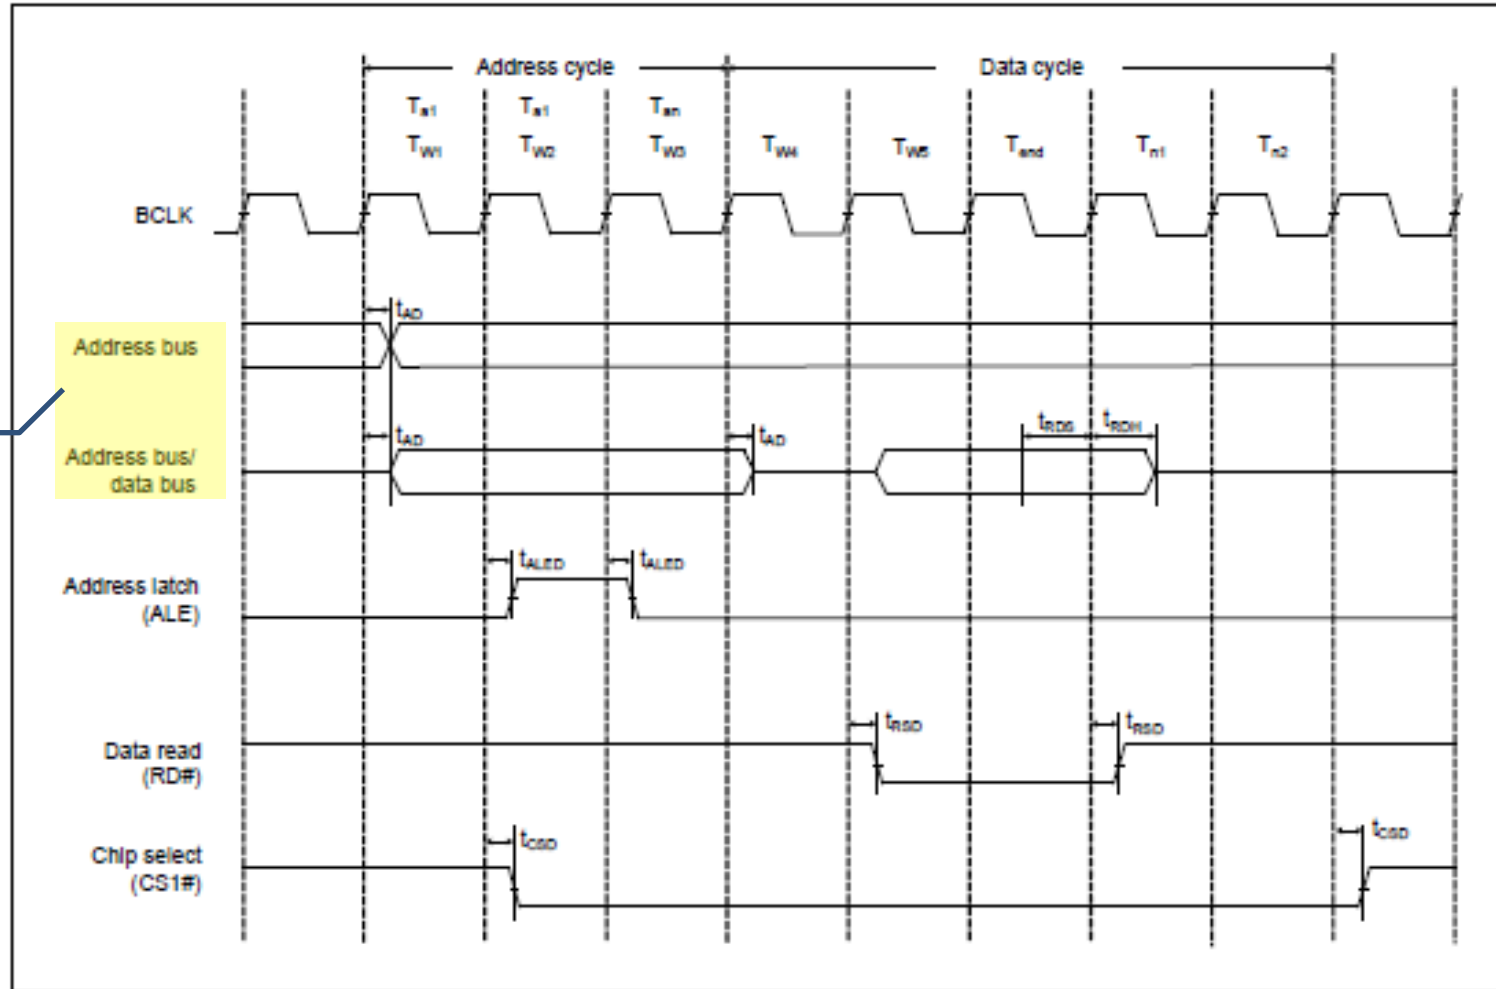 Address cycle Data cycle
Ta1 Ta1 Tan
TW1 TW2 TW3 TW4 TW5 Tend Tn1 Tn2
BCLK
tAD
Address bus
tAD tAD tRDS tRDH
Address bus/
data bus
tALED tALED
Address latch
(ALE)
tRSD tRSD
Data read
(RD#)
tCSD tCSD
Chip select
(CS1#)